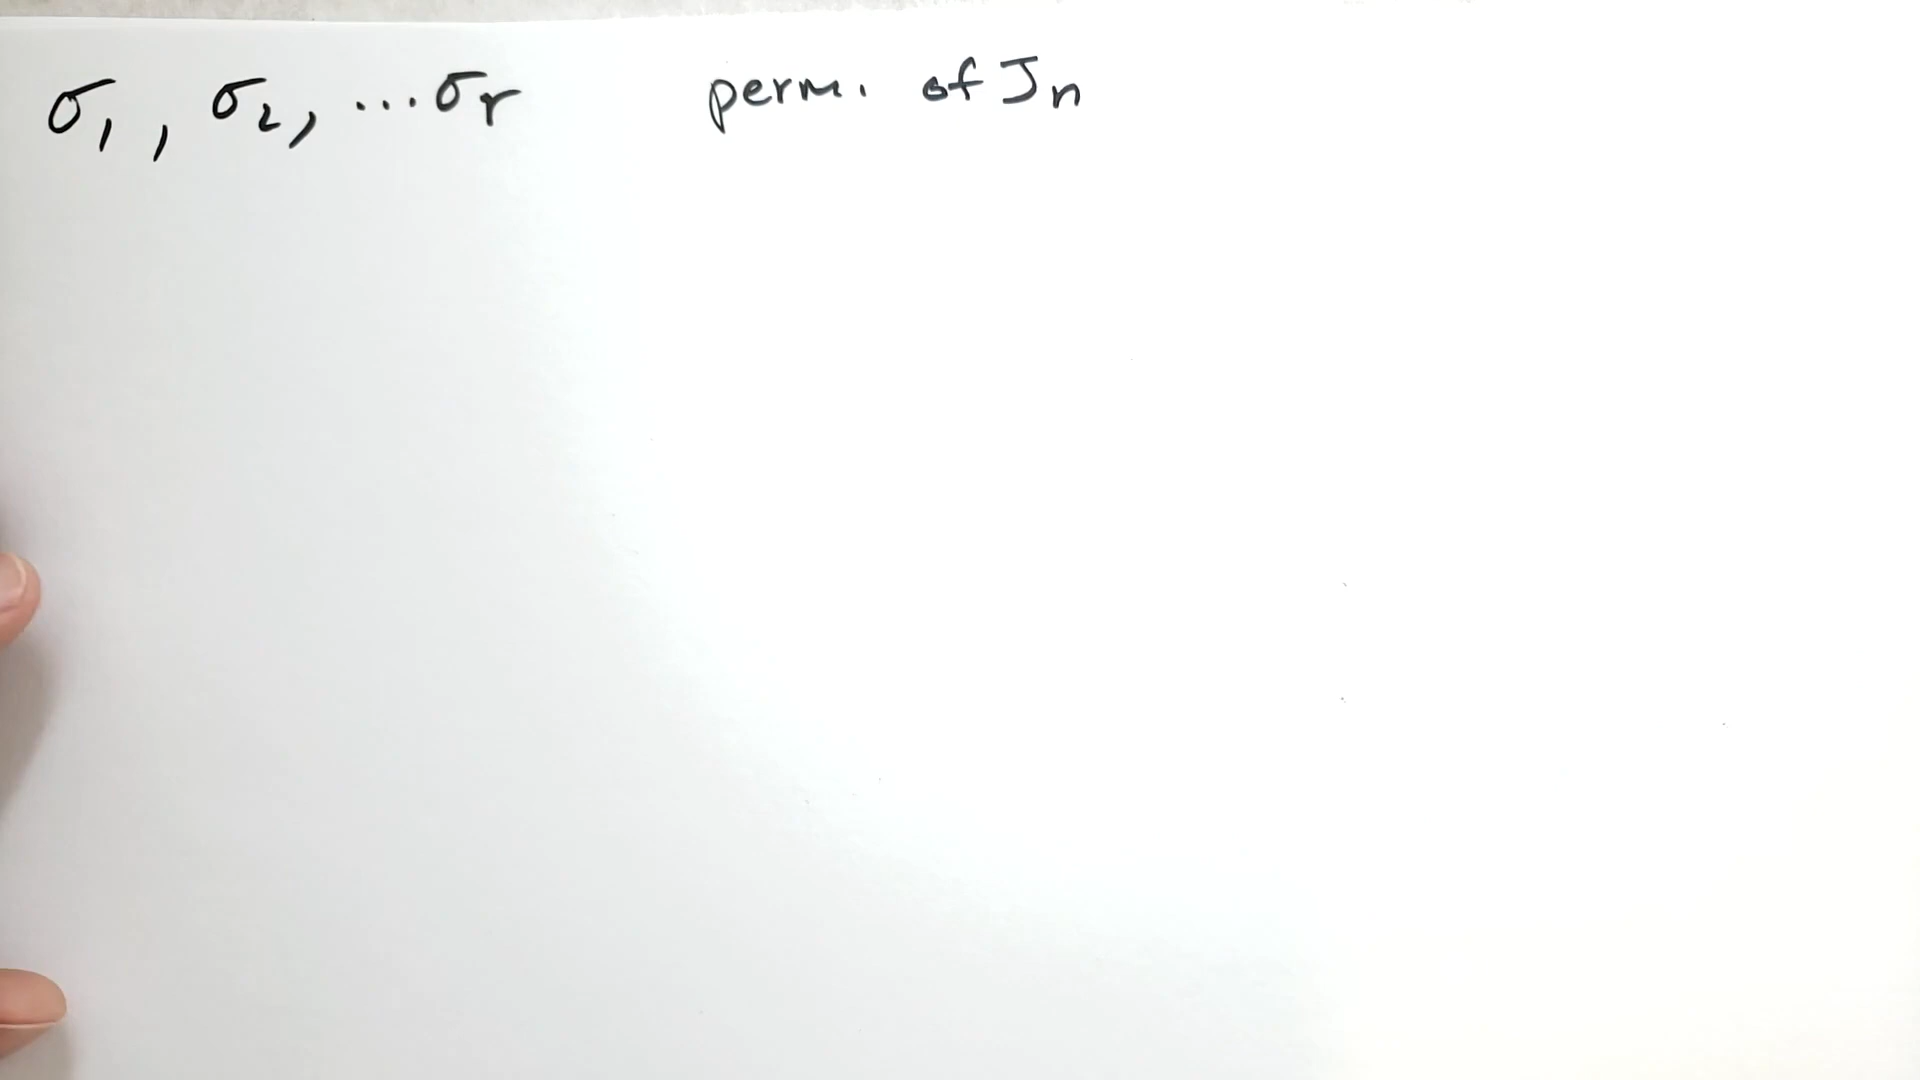 σ₁, σ₂, ... σᵣ perm. of Jₙ